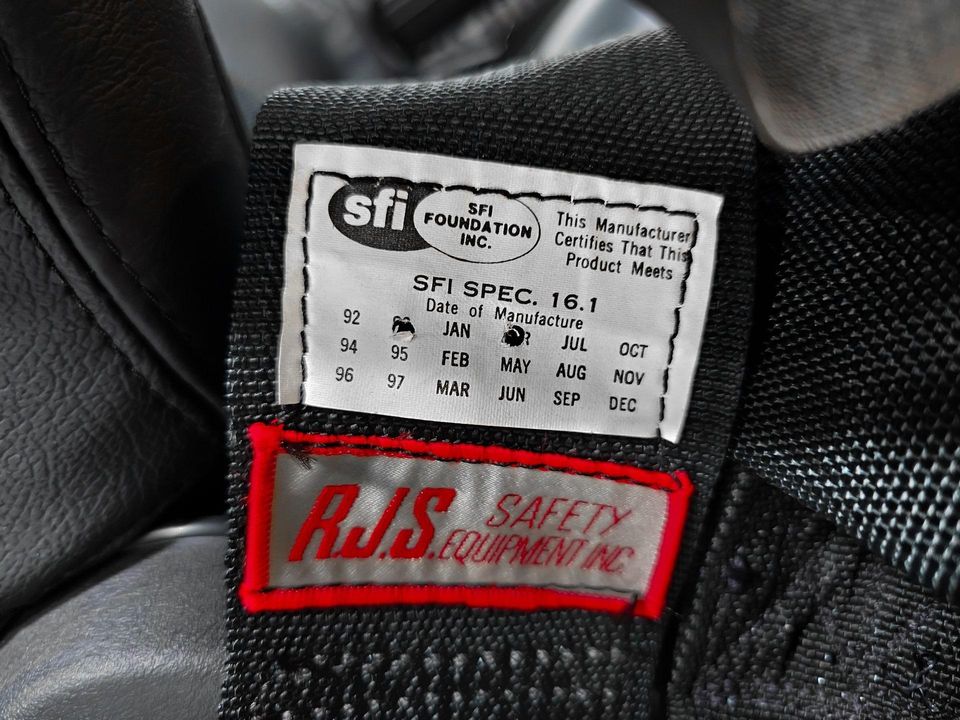 sfi
SFI
FOUNDATION
INC.
This Manufacturer
Certifies That This
Product Meets
SFI SPEC. 16.1
Date of Manufacture
92 JAN JUL OCT
94 95 FEB MAY AUG NOV
96 97 MAR JUN SEP DEC
R.J.S. SAFETY
EQUIPMENT INC